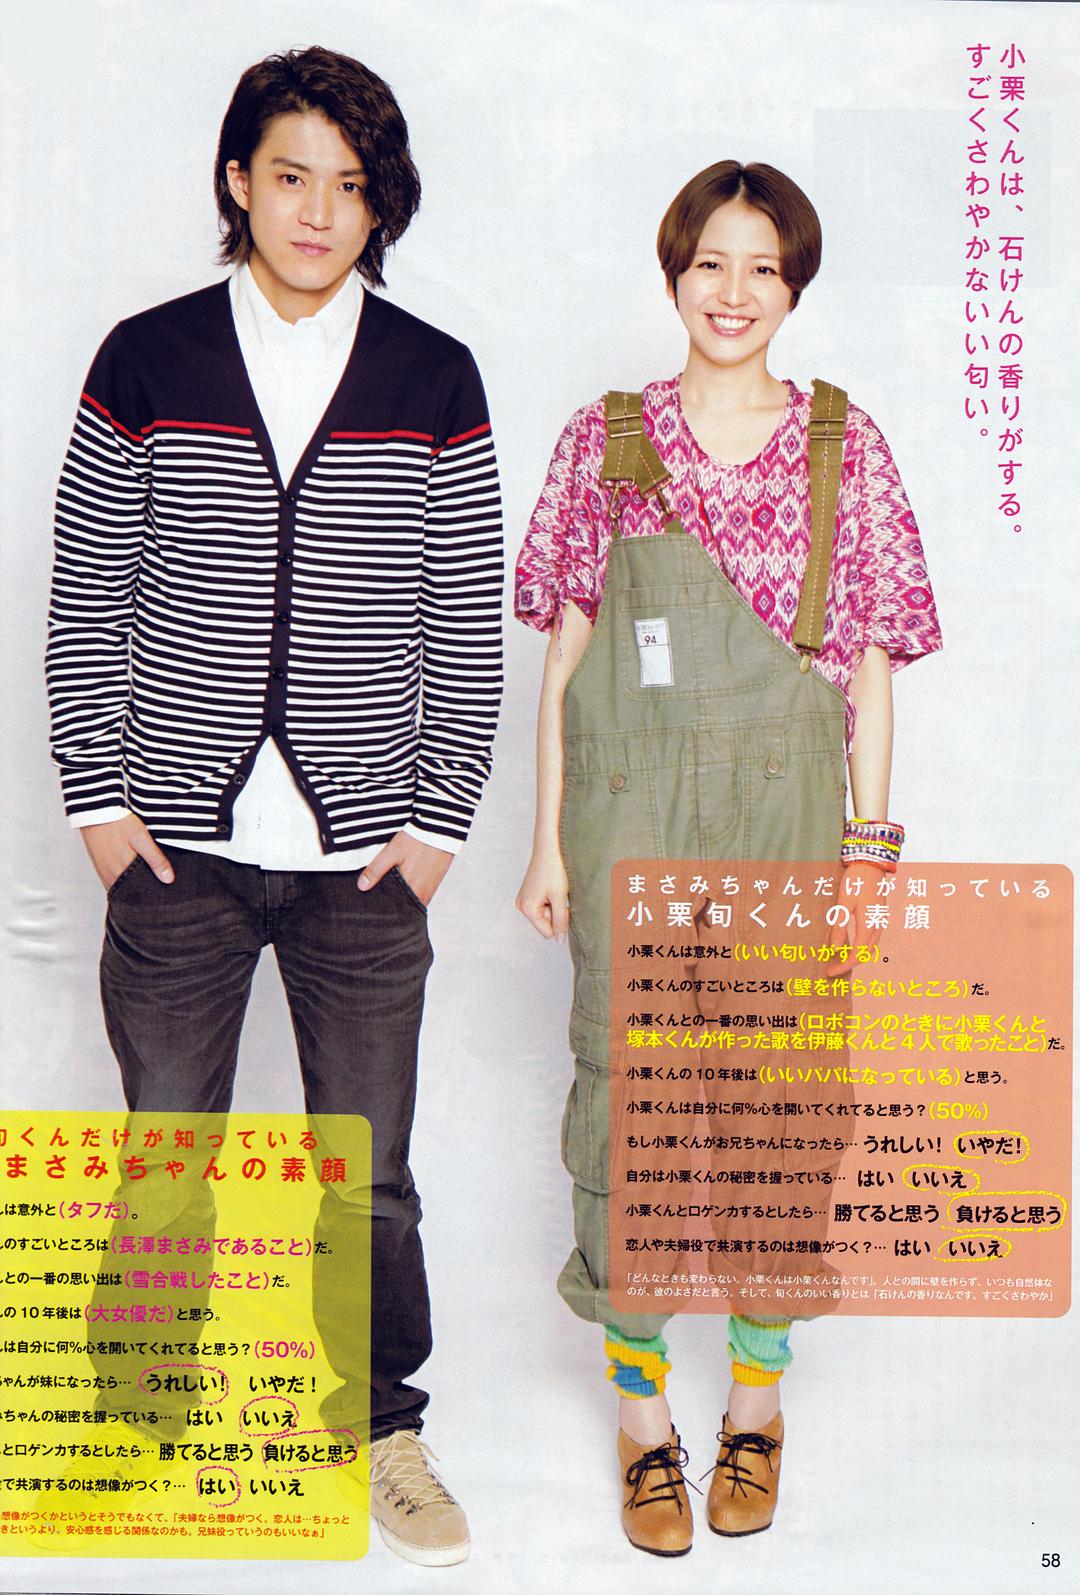 小栗くんは、石けんの香りがする。
すごくさわやかないい匂い。
94
まさみちゃんだけが知っている
小栗旬くんの素顔
小栗くんは意外と(いい匂いがする)。
小栗くんのすごいところは(壁を作らないところ)だ。
小栗くんとの一番の思い出は(ロボコンのときに小栗くんと
塚本くんが作った歌を伊藤くんと4人で歌ったこと)だ。
小栗くんの10年後は(いいパパになっている)と思う。
小栗くんは自分に何%心を開いてくれてると思う?(50%)
もし小栗くんがお兄ちゃんになったら… うれしい! いやだ!
自分は小栗くんの秘密を握っている… はい いいえ
小栗くんと口ゲンカするとしたら… 勝てると思う 負けると思う
恋人や夫婦役で共演するのは想像がつく?… はい いいえ
「どんなときも変わらない。小栗くんは小栗くんなんです」。人との間に壁を作らず、いつも自然体な
のが、彼のよさだと言う。そして、旬くんのいい香りとは「石けんの香りなんです。すごくさわやか」
旬くんだけが知っている
まさみちゃんの素顔
は意外と(タフだ)。
のすごいところは(長澤まさみであること)だ。
との一番の思い出は(雪合戦したこと)だ。
の10年後は(大女優だ)と思う。
は自分に何%心を開いてくれてると思う?(50%)
ちゃんが妹になったら… うれしい! いやだ!
ちゃんの秘密を握っている… はい いいえ
と口ゲンカするとしたら… 勝てると思う 負けると思う
で共演するのは想像がつく?… はい いいえ
想像がつくかというとそうでもなくて、「夫婦なら想像がつく。恋人は…ちょっと
きというより、安心感を感じる関係なのかも。兄妹役っていうのもいいなぁ」
58